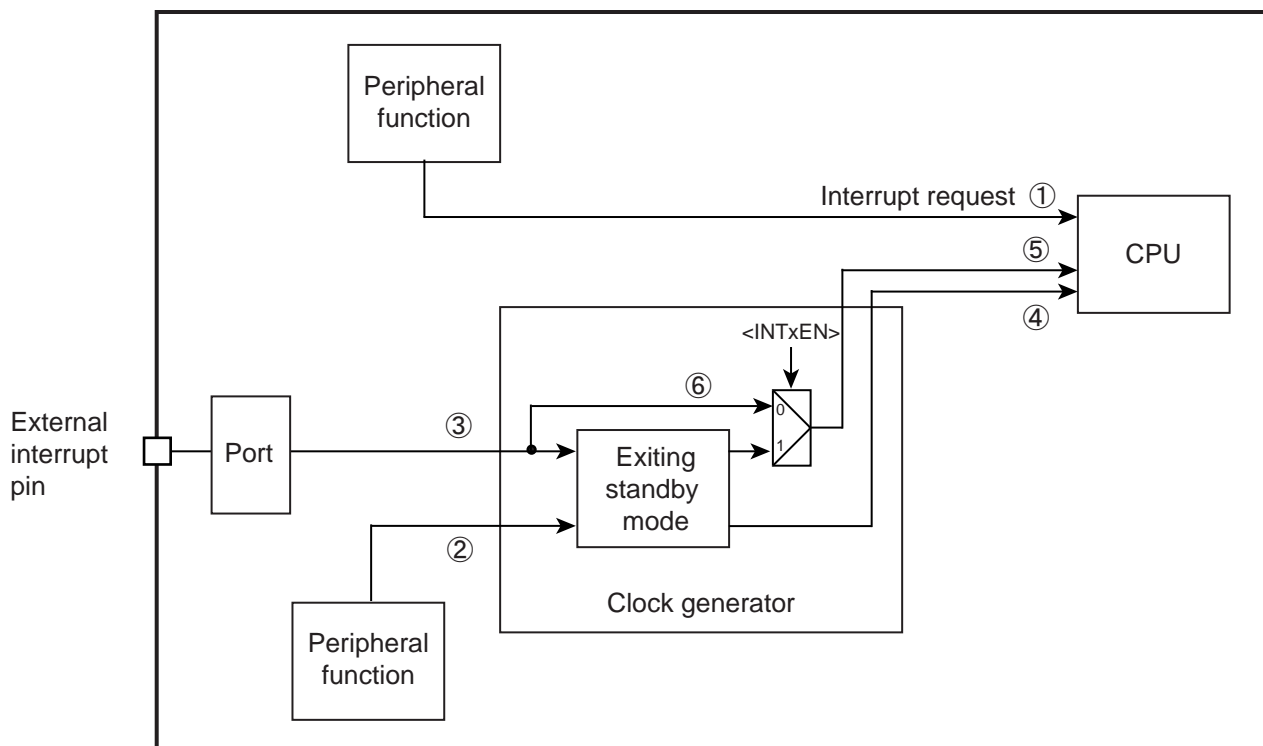 Peripheral
function
Interrupt request ①
⑤
CPU
④
<INTxEN>
⑥
0
External
interrupt
pin
Port
③
1
Exiting
standby
mode
②
Clock generator
Peripheral
function